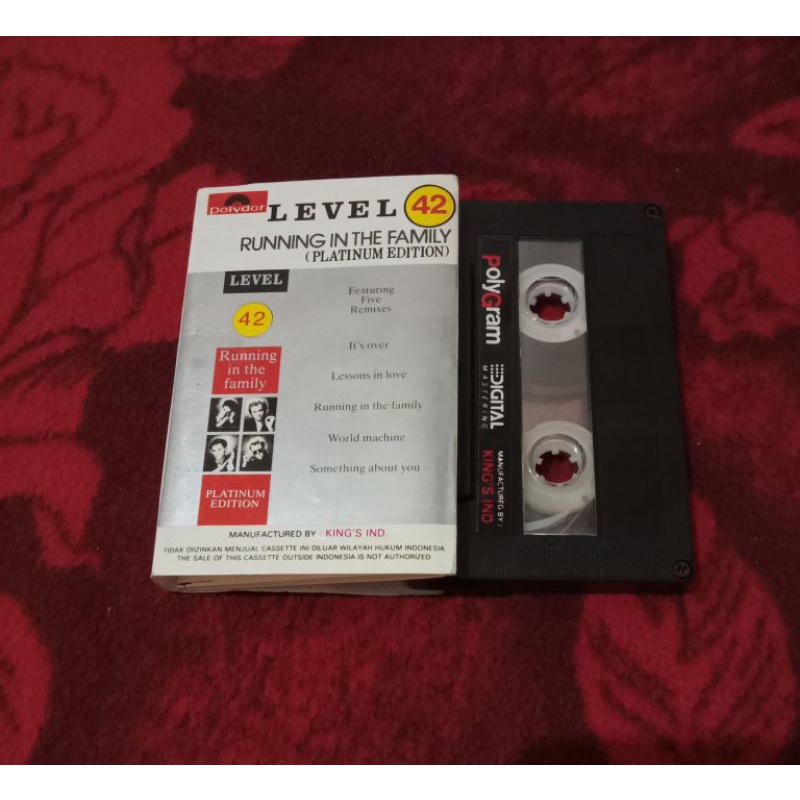 polydor
LEVEL 42
RUNNING IN THE FAMILY
(PLATINUM EDITION)
LEVEL
42
Running
in the
family
PLATINUM
EDITION
Featuring
Five
Remixes
It's over
Lessons in love
Running in the family
World machine
Something about you
MANUFACTURED BY : KING'S IND.
TIDAK DIIZINKAN MENJUAL CASSETTE INI DILUAR WILAYAH HUKUM INDONESIA
THE SALE OF THIS CASSETTE OUTSIDE INDONESIA IS NOT AUTHORIZED
PolyGram
DIGITAL
MASTERING
MANUFACTURED BY :
KING'S IND.